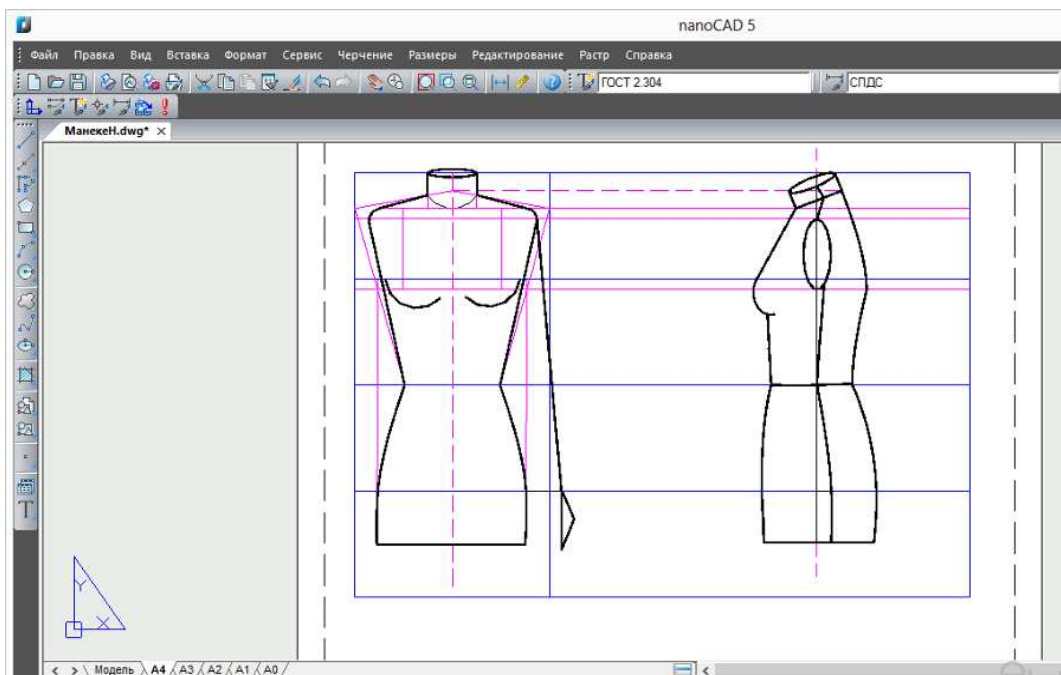 nanoCAD 5
Файл Правка Вид Вставка Формат Сервис Черчение Размеры Редактирование Растр Справка
ГОСТ 2.304 СПДС
МанекеН.dwg*
Y
X
Модель A4 A3 A2 A1 A0